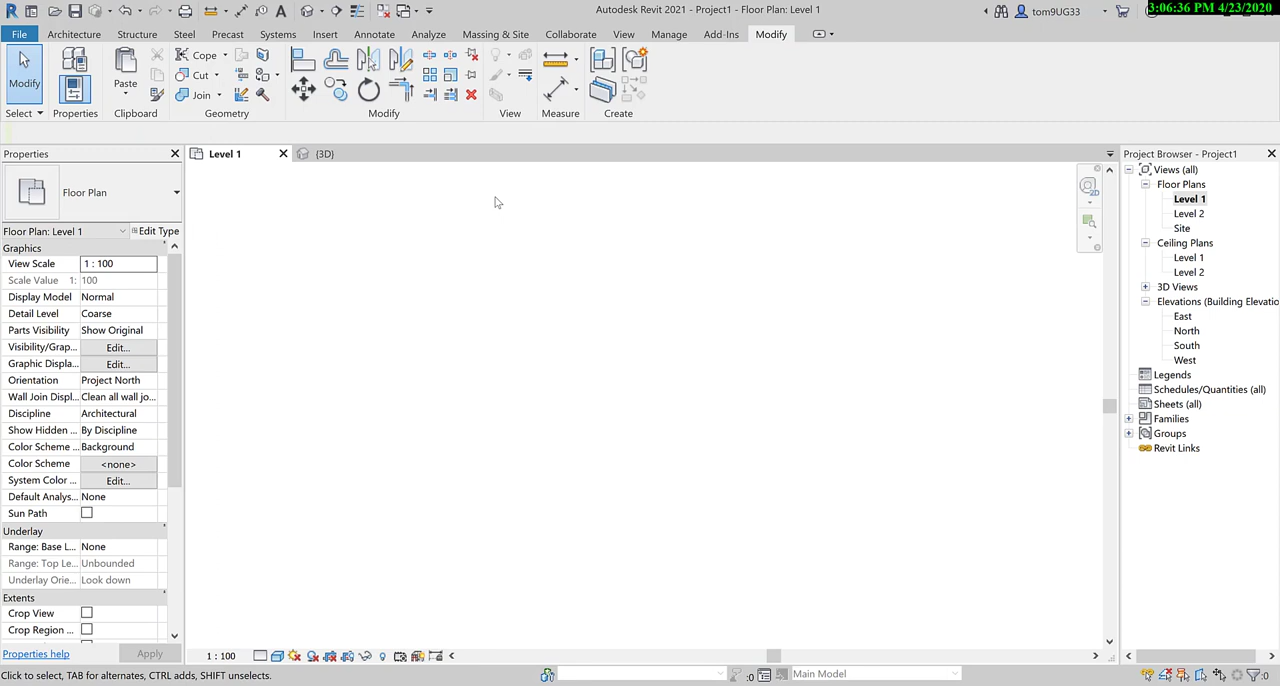 Autodesk Revit 2021 - Project1 - Floor Plan: Level 1
tom9UG33
3:06:36 PM 4/23/2020
File Architecture Structure Steel Precast Systems Insert Annotate Analyze Massing & Site Collaborate View Manage Add-Ins Modify
Modify
Paste
Cope
Cut
Join
Select Properties Clipboard Geometry Modify View Measure Create
Properties
Level 1
{3D}
Project Browser - Project1
Floor Plan
Floor Plan: Level 1
Edit Type
Graphics
View Scale 1 : 100
Scale Value 1: 100
Display Model Normal
Detail Level Coarse
Parts Visibility Show Original
Visibility/Grap... Edit...
Graphic Displa... Edit...
Orientation Project North
Wall Join Displ... Clean all wall jo...
Discipline Architectural
Show Hidden ... By Discipline
Color Scheme ... Background
Color Scheme <none>
System Color ... Edit...
Default Analys... None
Sun Path
Underlay
Range: Base L... None
Range: Top Le... Unbounded
Underlay Orie... Look down
Extents
Crop View
Crop Region ...
Properties help
Apply
2D
Views (all)
Floor Plans
Level 1
Level 2
Site
Ceiling Plans
Level 1
Level 2
3D Views
Elevations (Building Elevatio
East
North
South
West
Legends
Schedules/Quantities (all)
Sheets (all)
Families
Groups
Revit Links
1 : 100
Click to select, TAB for alternates, CTRL adds, SHIFT unselects.
:0
Main Model
:0